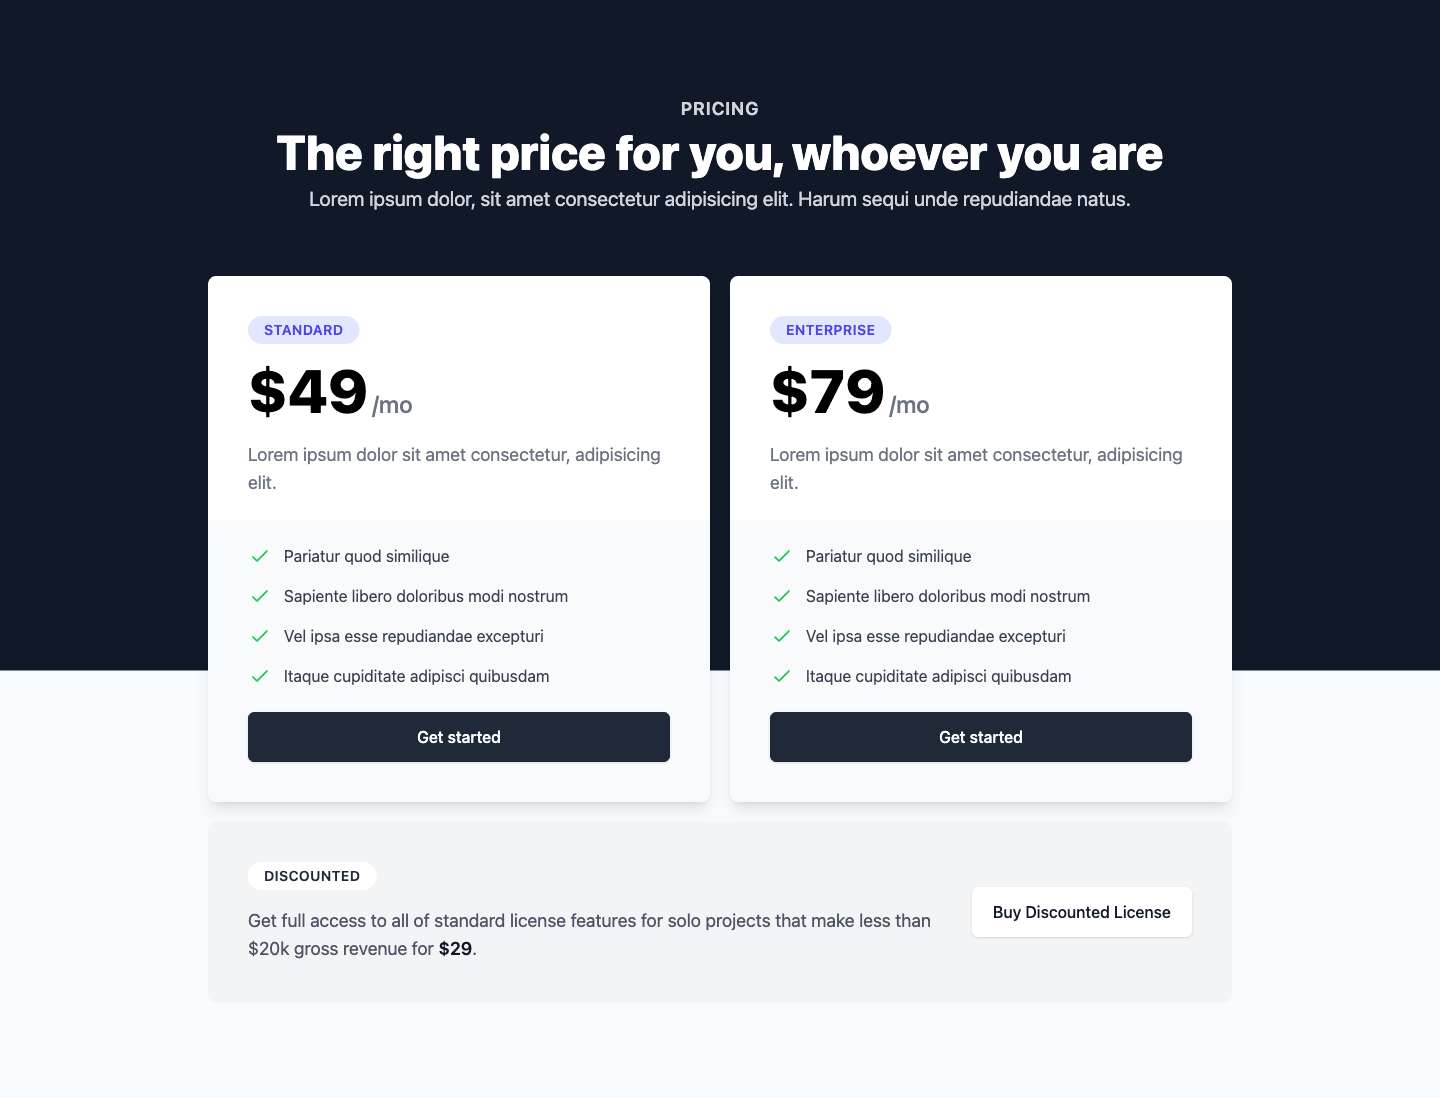 PRICING
The right price for you, whoever you are
Lorem ipsum dolor, sit amet consectetur adipisicing elit. Harum sequi unde repudiandae natus.
STANDARD
$49 /mo
Lorem ipsum dolor sit amet consectetur, adipisicing
elit.
Pariatur quod similique
Sapiente libero doloribus modi nostrum
Vel ipsa esse repudiandae excepturi
Itaque cupiditate adipisci quibusdam
Get started
ENTERPRISE
$79 /mo
Lorem ipsum dolor sit amet consectetur, adipisicing
elit.
Pariatur quod similique
Sapiente libero doloribus modi nostrum
Vel ipsa esse repudiandae excepturi
Itaque cupiditate adipisci quibusdam
Get started
DISCOUNTED
Get full access to all of standard license features for solo projects that make less than
$20k gross revenue for $29.
Buy Discounted License